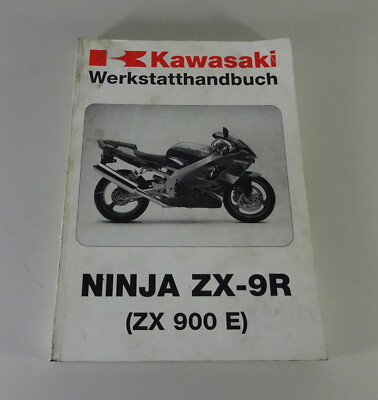 Kawasaki
Werkstatthandbuch
NINJA ZX-9R
(ZX 900 E)